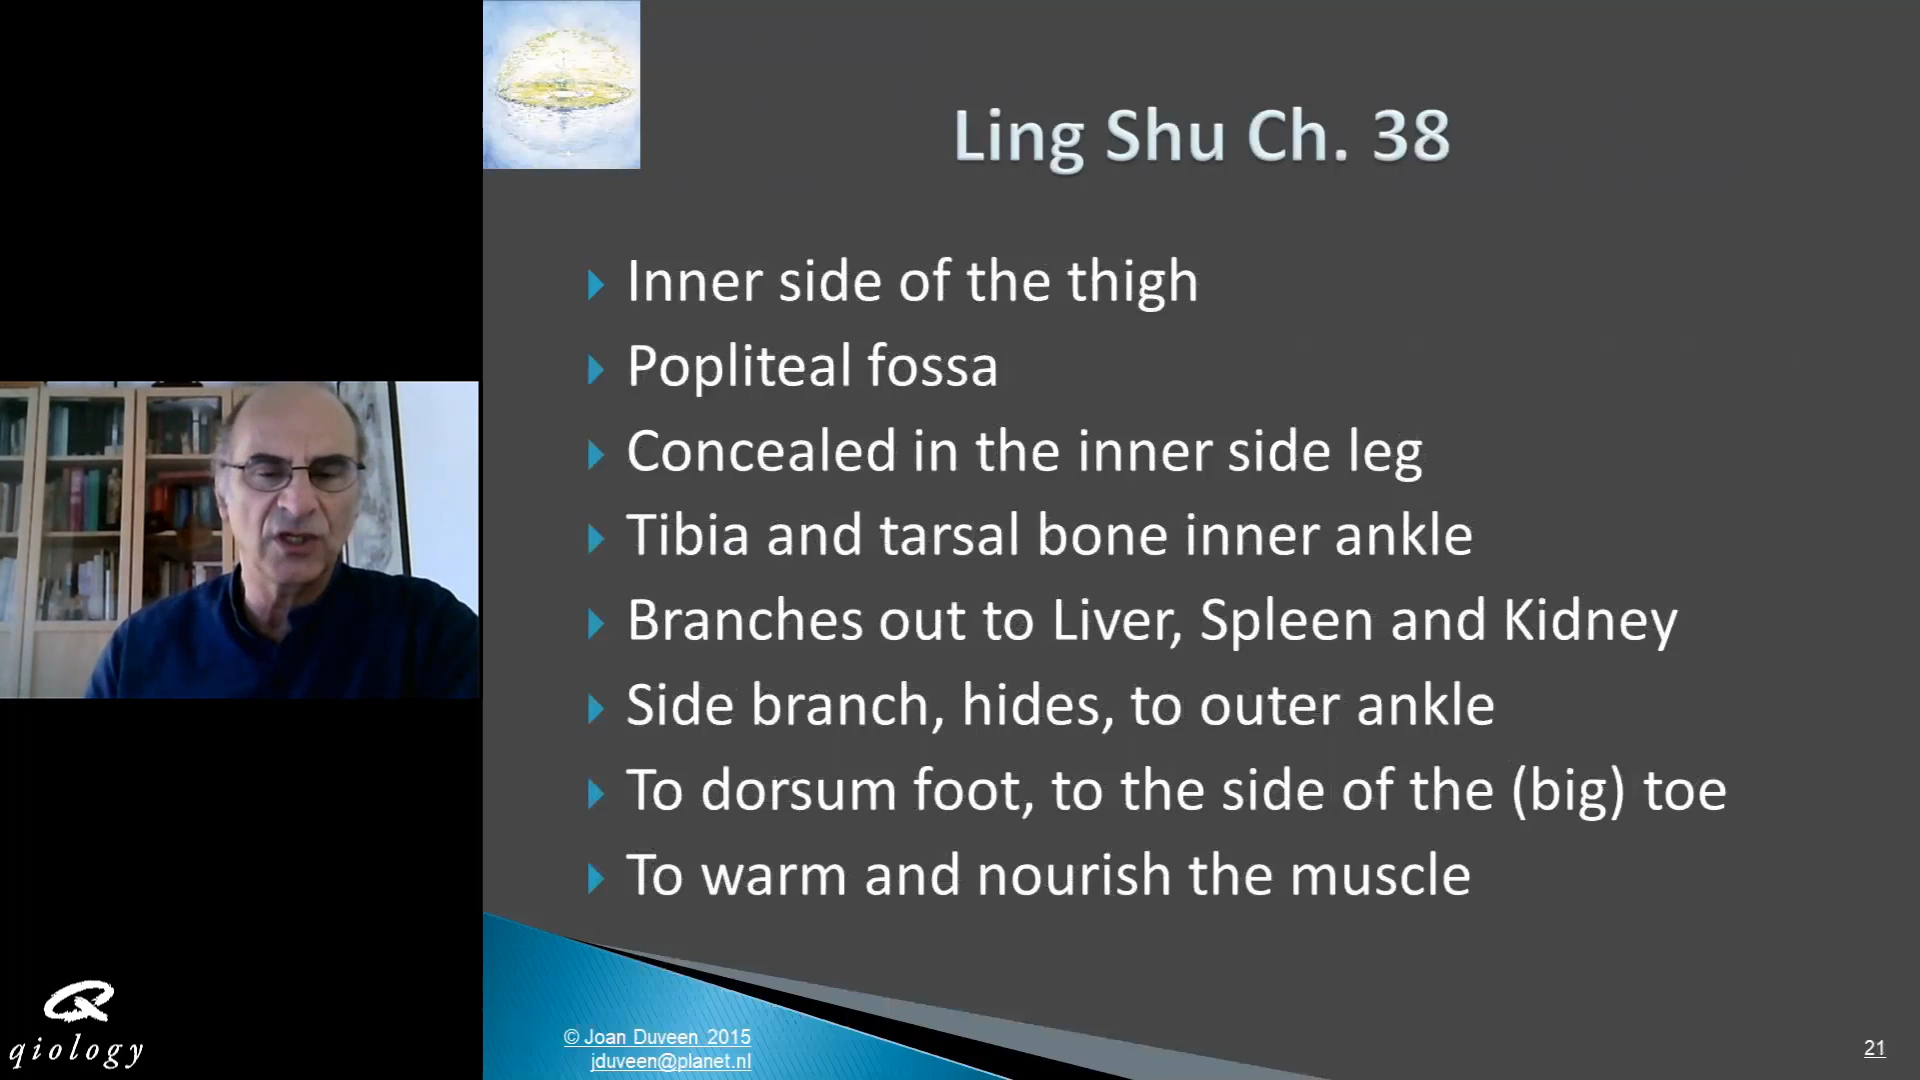 Ling Shu Ch. 38
Inner side of the thigh
Popliteal fossa
Concealed in the inner side leg
Tibia and tarsal bone inner ankle
Branches out to Liver, Spleen and Kidney
Side branch, hides, to outer ankle
To dorsum foot, to the side of the (big) toe
To warm and nourish the muscle
qiology
© Joan Duveen 2015
jduveen@planet.nl
21